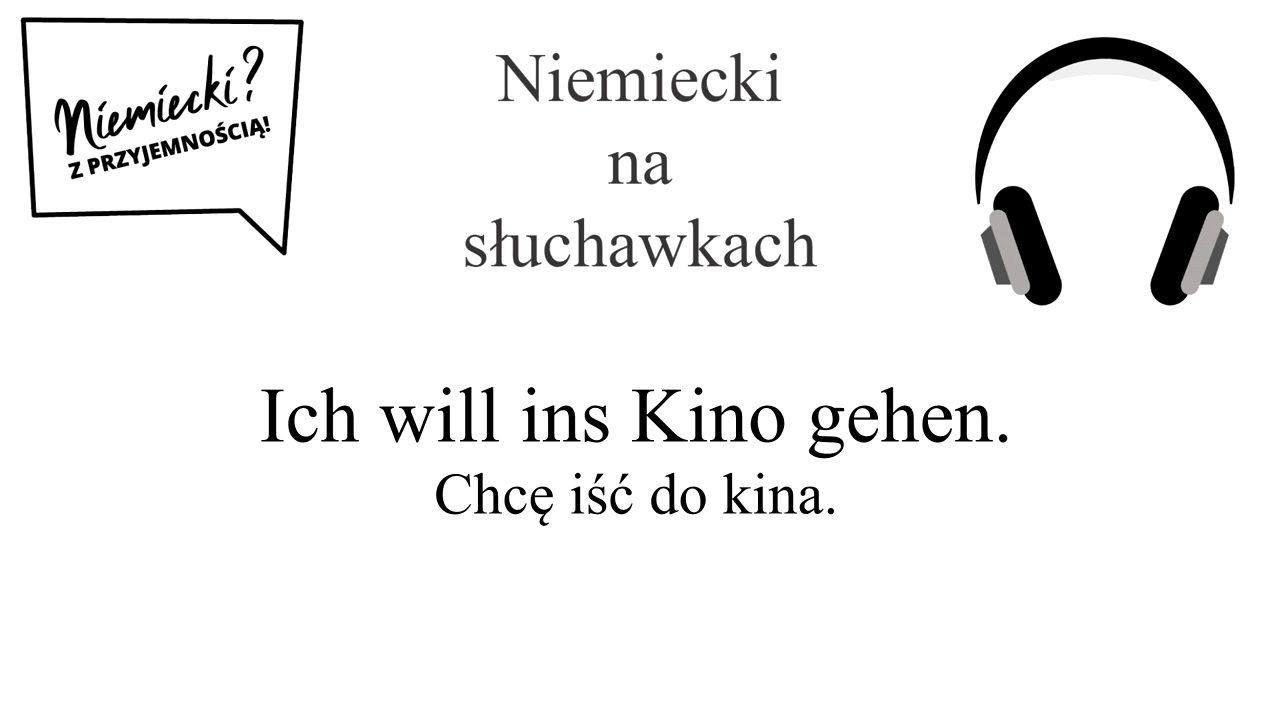 Niemiecki?
Z PRZYJEMNOŚCIĄ!
Niemiecki
na
słuchawkach
Ich will ins Kino gehen.
Chcę iść do kina.